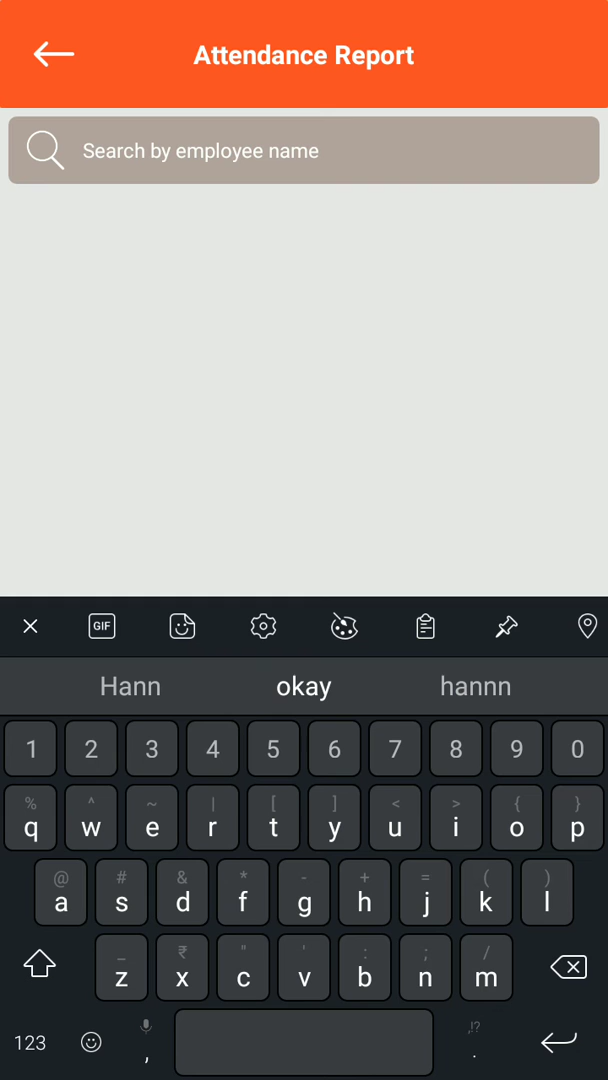 Attendance Report
Search by employee name
GIF
Hann okay hannn
1 2 3 4 5 6 7 8 9 0
% ^ ~ | [ ] < > { }
q w e r t y u i o p
@ # & * - + = ( )
a s d f g h j k l
_ ₹ " ' : ; /
z x c v b n m
,!?
123 , .